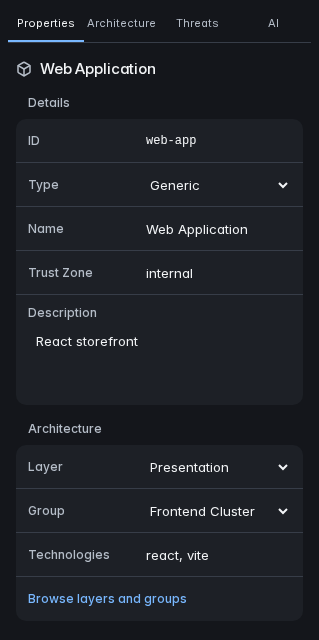 Properties Architecture Threats AI
Web Application
Details
ID web-app
Type Generic
Name Web Application
Trust Zone internal
Description
React storefront
Architecture
Layer Presentation
Group Frontend Cluster
Technologies react, vite
Browse layers and groups